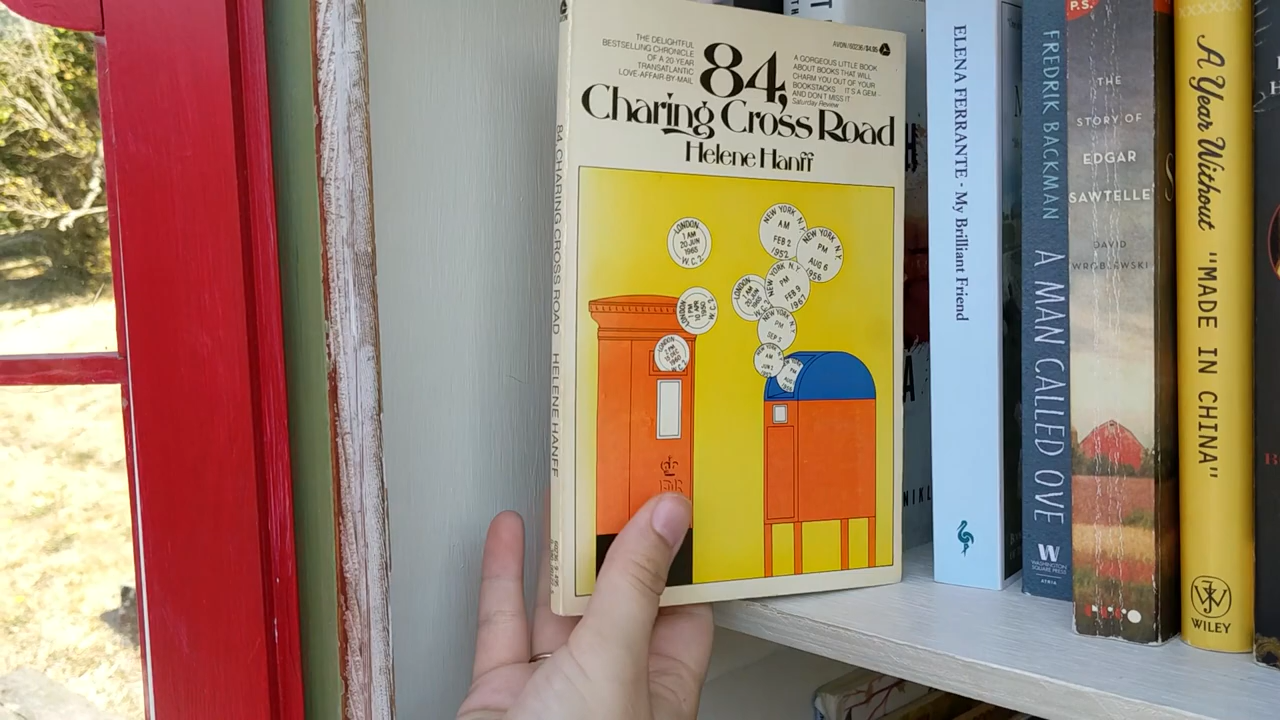 THE DELIGHTFUL
BESTSELLING CHRONICLE
OF A 20 YEAR
TRANSATLANTIC
LOVE-AFFAIR-BY-MAIL
84,
AVON/60236/$4.95
A GORGEOUS LITTLE BOOK
ABOUT BOOKS THAT WILL
CHARM YOU OUT OF YOUR
BOOKSTACKS ... IT'S A GEM -
AND DON'T MISS IT
Saturday Review
Charing Cross Road
Helene Hanff
LONDON
1 AM
20 JUN
1965
W.C.2.
NEW YORK N.Y.
AM
FEB 2
1952
NEW YORK N.Y.
PM
AUG 6
1956
NEW YORK N.Y.
PM
FEB 9
1967
NEW YORK N.Y.
PM
SEP 5
LONDON
84, CHARING CROSS ROAD HELENE HANFF
ELENA FERRANTE - My Brilliant Friend
FREDRIK BACKMAN A MAN CALLED OVE
WASHINGTON
SQUARE PRESS
ATRIA
P.S.
THE
STORY OF
EDGAR
SAWTELLE
DAVID
WROBLEWSKI
A Year Without "MADE IN CHINA"
WILEY